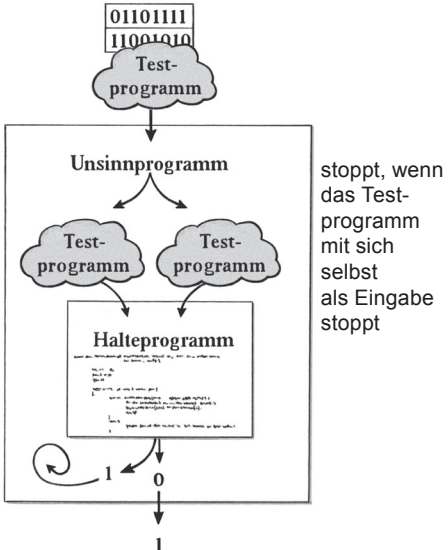 01101111
11001010
Test-
programm
Unsinnprogramm
stoppt, wenn
das Test-
programm
mit sich
selbst
als Eingabe
stoppt
Test-
programm
Test-
programm
Halteprogramm
1
0
1